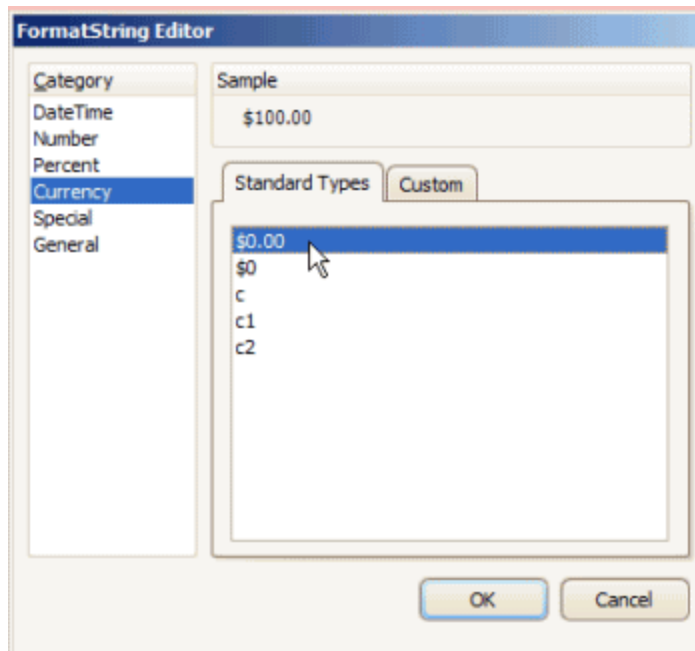 FormatString Editor
Category
DateTime
Number
Percent
Currency
Special
General
Sample
$100.00
Standard Types
Custom
$0.00
$0
c
c1
c2
OK
Cancel